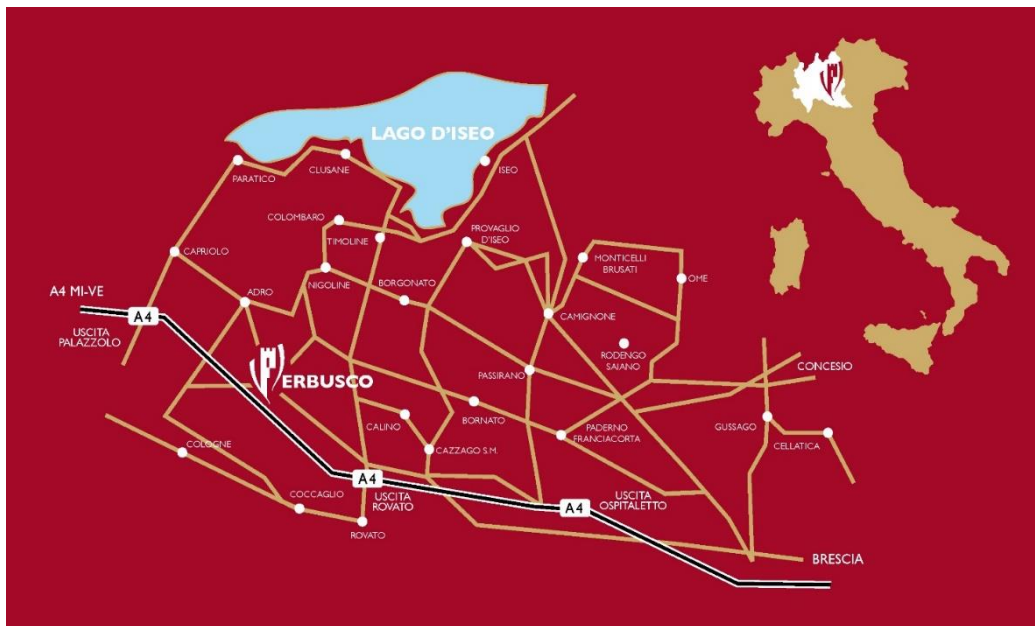 LAGO D'ISEO
PARATICO
CLUSANE
ISEO
COLOMBARO
TIMOLINE
PROVAGLIO
D'ISEO
CAPRIOLO
MONTICELLI
BRUSATI
OME
A4 MI-VE
ADRO
NIGOLINE
BORGONATO
A4
USCITA
PALAZZOLO
CAMIGNONE
RODENGO
SAIANO
CONCESIO
ERBUSCO
PASSIRANO
CALINO
BORNATO
PADERNO
FRANCIACORTA
GUSSAGO
CELLATICA
COLOGNE
CAZZAGO S.M.
A4
USCITA
ROVATO
COCCAGLIO
ROVATO
A4
USCITA
OSPITALETTO
BRESCIA